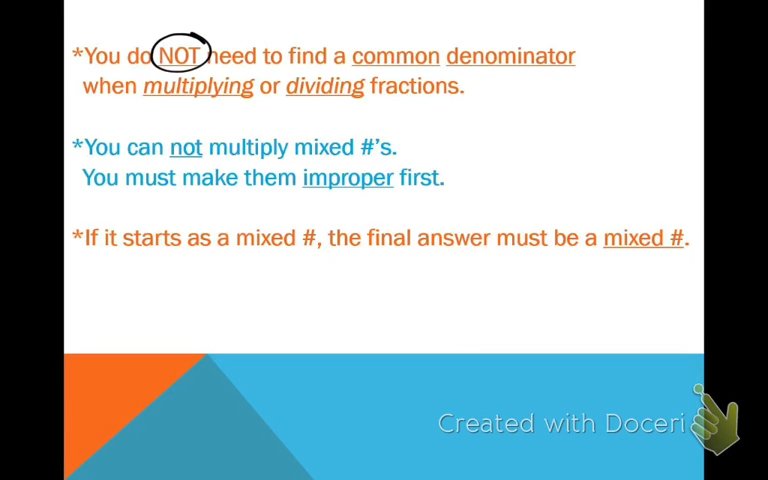 *You do NOT need to find a common denominator
when multiplying or dividing fractions.
*You can not multiply mixed #'s.
You must make them improper first.
*If it starts as a mixed #, the final answer must be a mixed #.
Created with Doceri